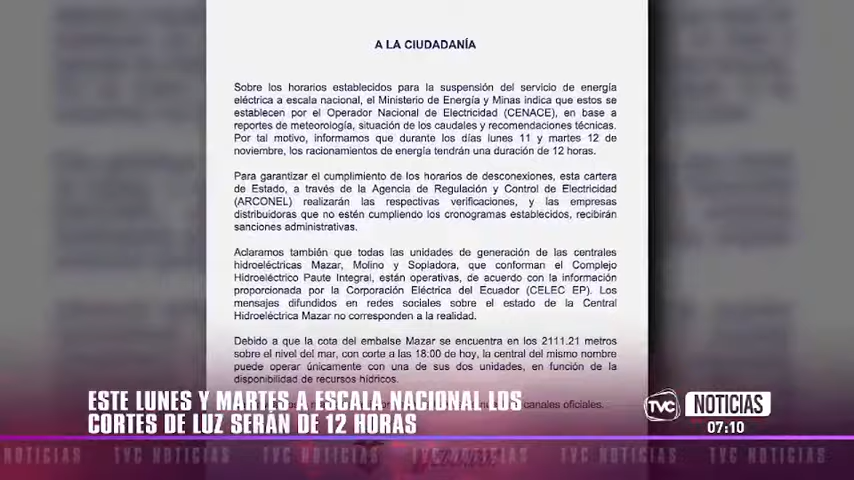 A LA CIUDADANÍA
Sobre los horarios establecidos para la suspensión del servicio de energía
eléctrica a escala nacional, el Ministerio de Energía y Minas indica que estos se
establecen por el Operador Nacional de Electricidad (CENACE), en base a
reportes de meteorología, situación de los caudales y recomendaciones técnicas.
Por tal motivo, informamos que durante los días lunes 11 y martes 12 de
noviembre, los racionamientos de energía tendrán una duración de 12 horas.
Para garantizar el cumplimiento de los horarios de desconexiones, esta cartera
de Estado, a través de la Agencia de Regulación y Control de Electricidad
(ARCONEL) realizarán las respectivas verificaciones, y las empresas
distribuidoras que no estén cumpliendo los cronogramas establecidos, recibirán
sanciones administrativas.
Aclaramos también que todas las unidades de generación de las centrales
hidroeléctricas Mazar, Molino y Sopladora, que conforman el Complejo
Hidroeléctrico Paute Integral, están operativas, de acuerdo con la información
proporcionada por la Corporación Eléctrica del Ecuador (CELEC EP). Los
mensajes difundidos en redes sociales sobre el estado de la Central
Hidroeléctrica Mazar no corresponden a la realidad.
Debido a que la cota del embalse Mazar se encuentra en los 2111.21 metros
sobre el nivel del mar, con corte a las 18:00 de hoy, la central del mismo nombre
puede operar únicamente con una de sus dos unidades, en función de la
disponibilidad de recursos hídricos.
canales oficiales.
ESTE LUNES Y MARTES A ESCALA NACIONAL LOS
CORTES DE LUZ SERÁN DE 12 HORAS
TVC NOTICIAS
07:10
NOTICIAS TVC NOTICIAS TVC NOTICIAS TVC NOTICIAS TVC NOTICIAS TVC NOTICIAS